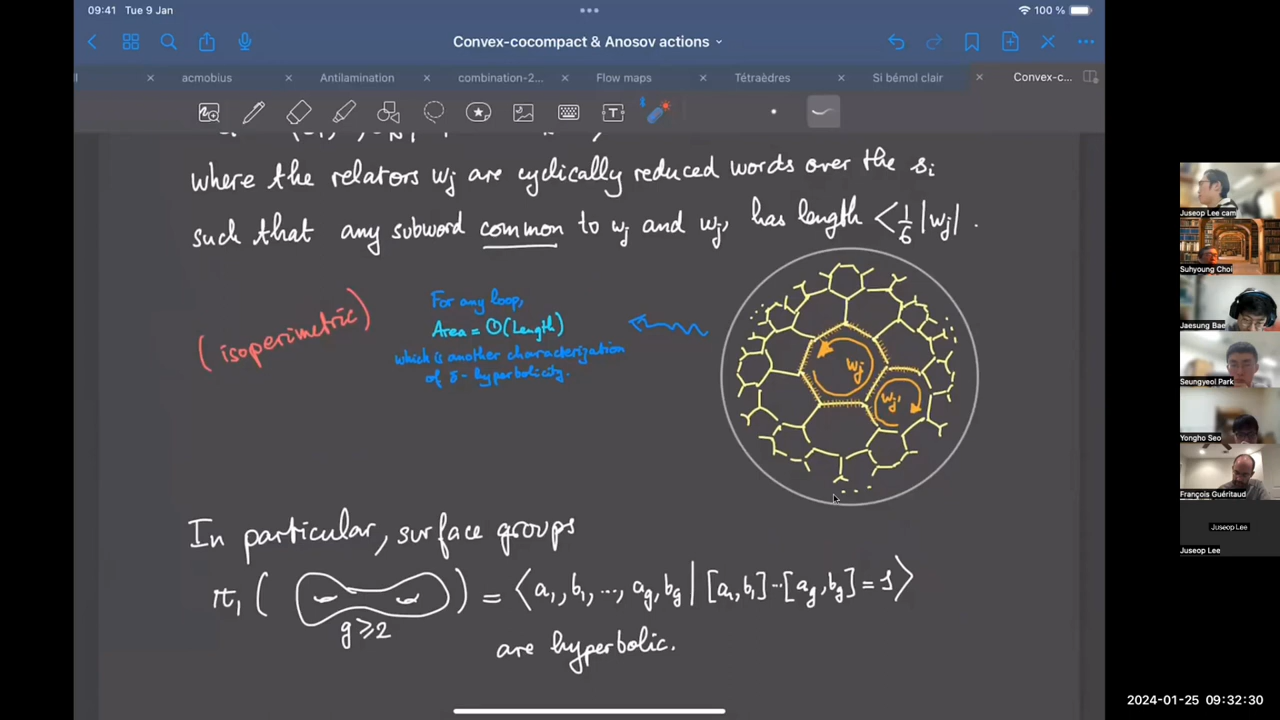 09:41 Tue 9 Jan
100 %
Convex-cocompact & Anosov actions
acmobius
Antilamination
combination-2...
Flow maps
Tétraèdres
Si bémol clair
Convex-c...
where the relators wj are cyclically reduced words over the si
such that any subword common to wj and wj' has length < 1/6 |wj| .
(isoperimetric)
For any loop,
Area = O(Length)
which is another characterization
of δ-hyperbolicity.
wj
wj'
In particular, surface groups
π1 ( g⩾2 ) = ⟨a1, b1, ..., ag, bg | [a1, b1] ... [ag, bg] = 1⟩
are hyperbolic.
Juseop Lee cam
Suhyoung Choi
Jaesung Bae
Seungyeol Park
Yongho Seo
François Guéritaud
Juseop Lee
Juseop Lee
2024-01-25 09:32:30